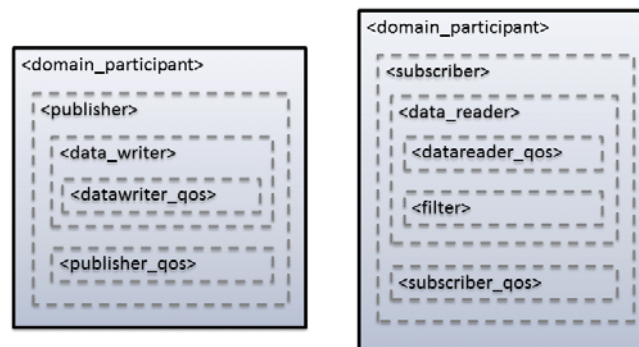 <domain_participant>
<publisher>
<data_writer>
<datawriter_qos>
<publisher_qos>
<domain_participant>
<subscriber>
<data_reader>
<datareader_qos>
<filter>
<subscriber_qos>